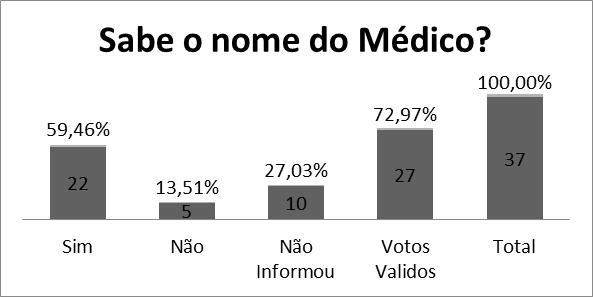 Sabe o nome do Médico?
100,00%
72,97%
59,46%
27,03%
13,51%
22
5
10
27
37
Sim
Não
Não Informou
Votos Validos
Total